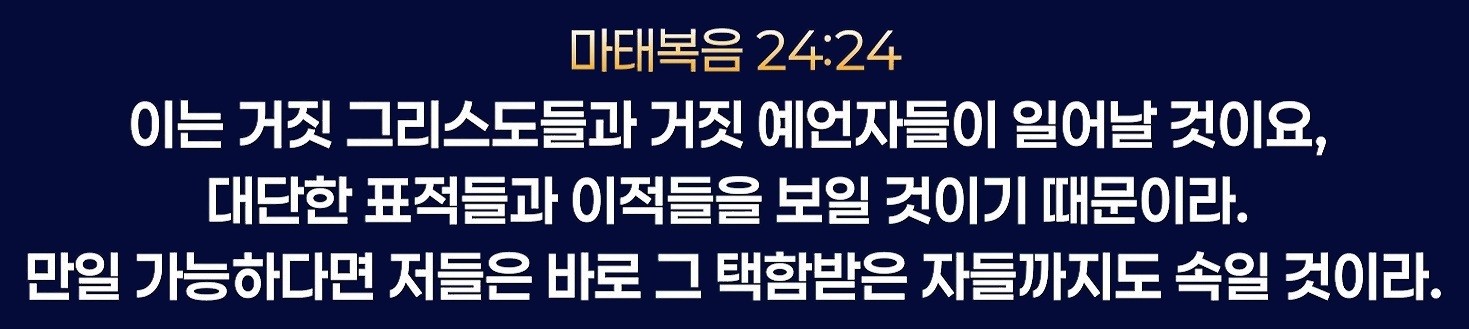 마태복음 24:24
이는 거짓 그리스도들과 거짓 예언자들이 일어날 것이요,
대단한 표적들과 이적들을 보일 것이기 때문이라.
만일 가능하다면 저들은 바로 그 택함받은 자들까지도 속일 것이라.